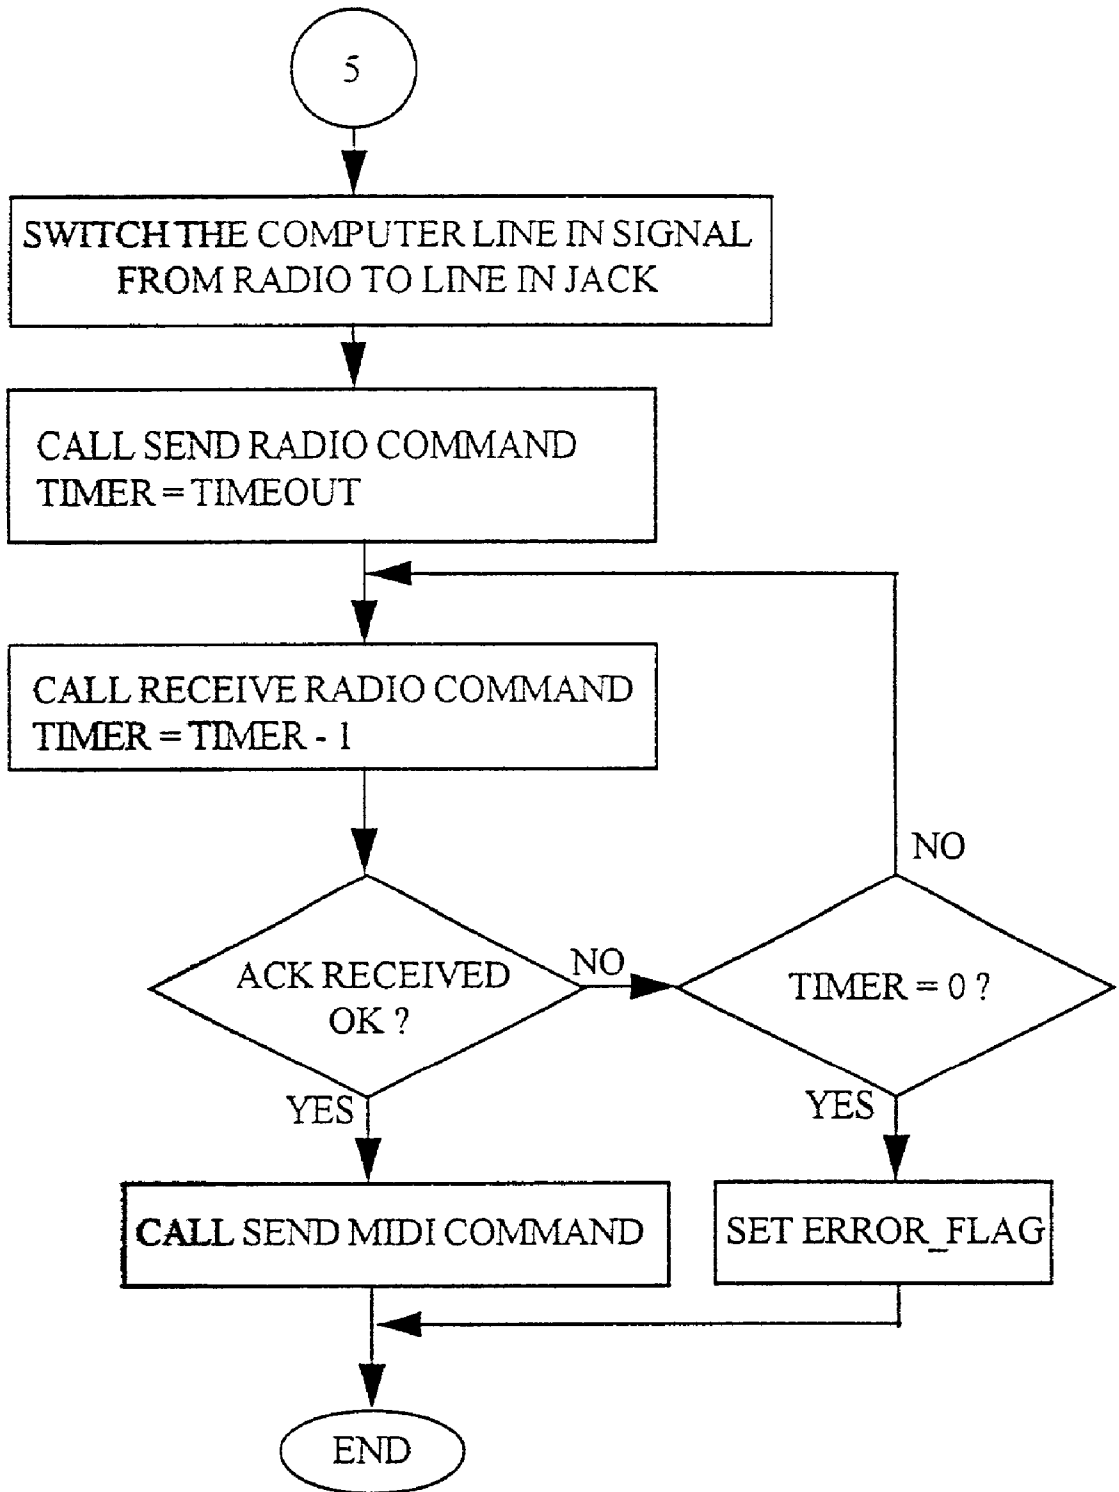 5
SWITCH THE COMPUTER LINE IN SIGNAL
FROM RADIO TO LINE IN JACK
CALL SEND RADIO COMMAND
TIMER = TIMEOUT
CALL RECEIVE RADIO COMMAND
TIMER = TIMER - 1
NO
ACK RECEIVED
OK ?
NO
TIMER = 0 ?
YES
YES
CALL SEND MIDI COMMAND
SET ERROR_FLAG
END